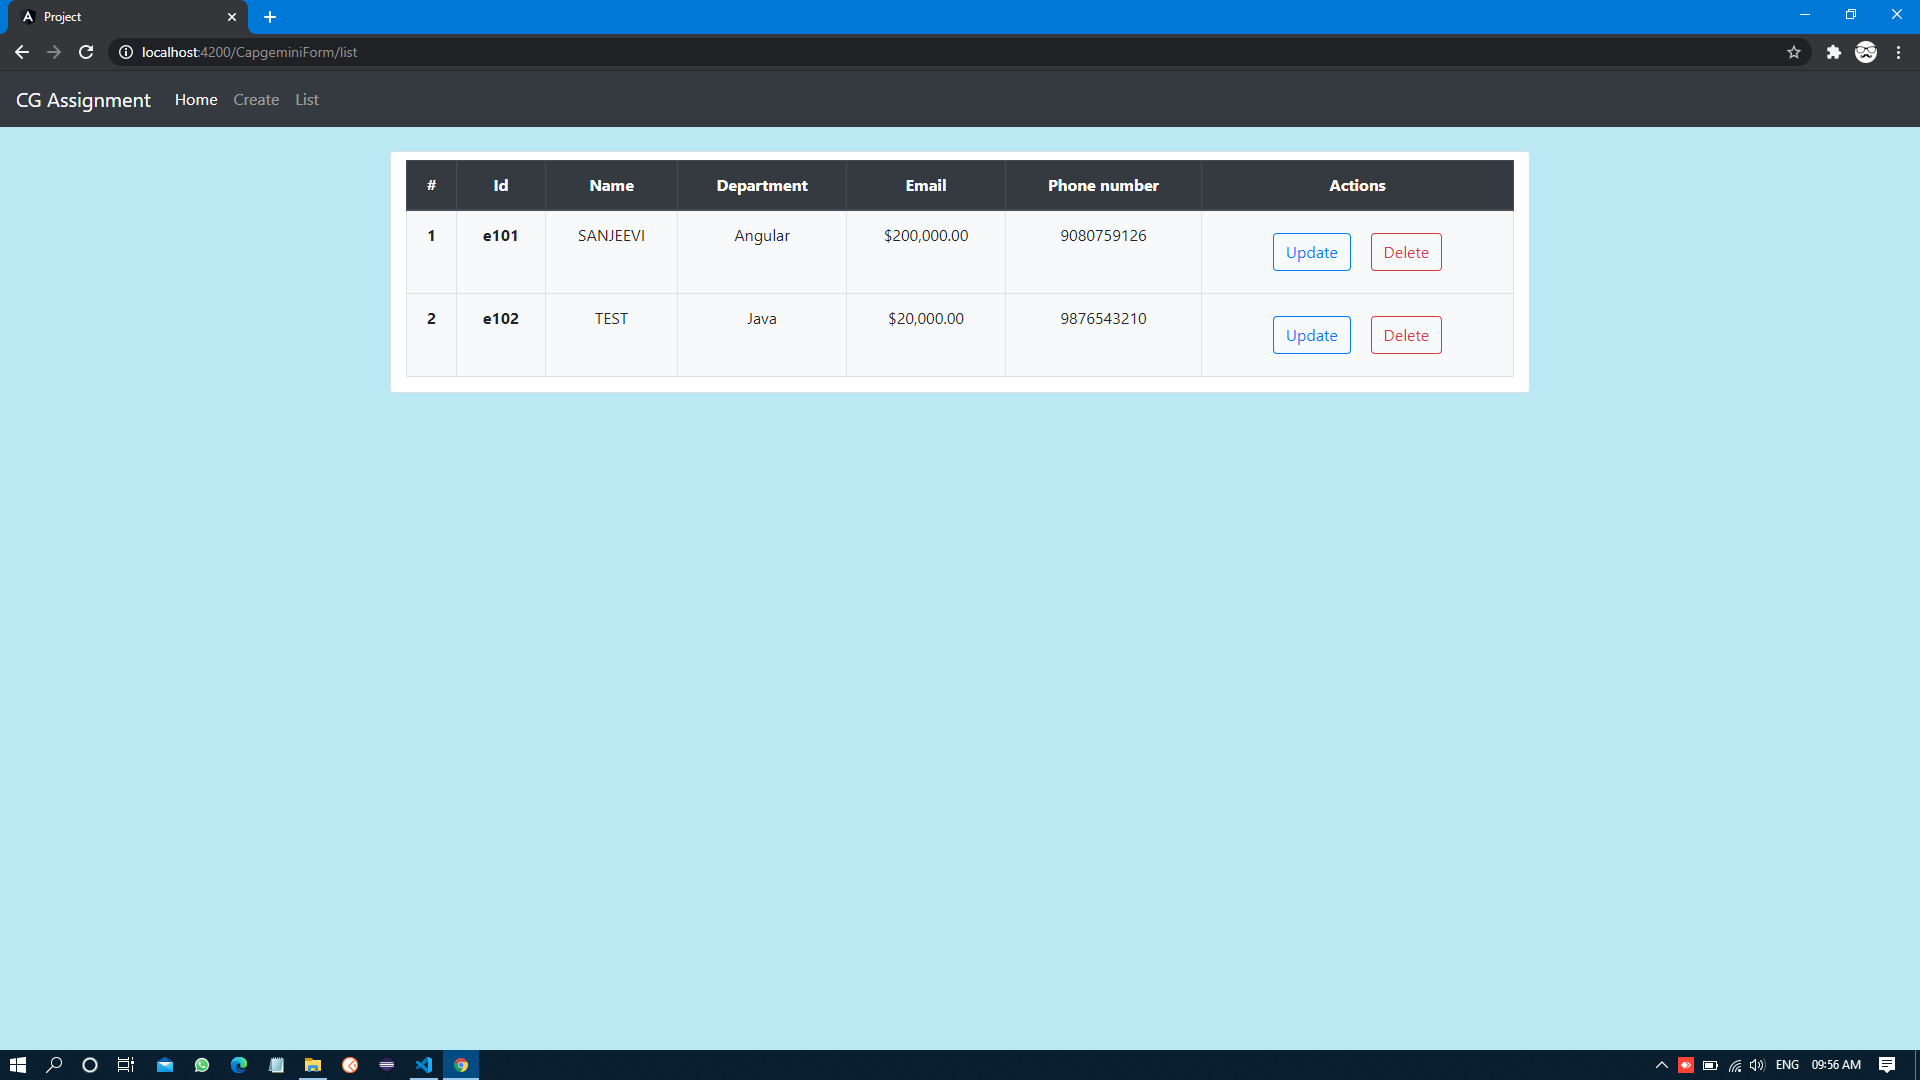 Project
localhost:4200/CapgeminiForm/list
CG Assignment Home Create List
# Id Name Department Email Phone number Actions
1 e101 SANJEEVI Angular $200,000.00 9080759126 Update Delete
2 e102 TEST Java $20,000.00 9876543210 Update Delete
ENG 09:56 AM